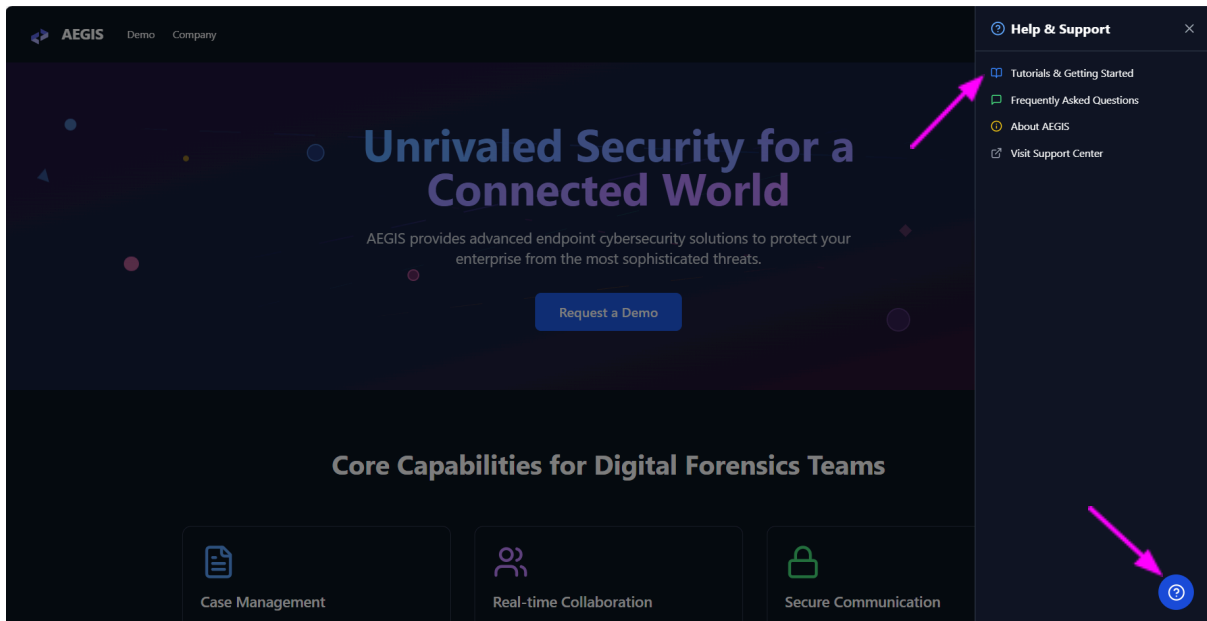 AEGIS Demo Company
Help & Support
Tutorials & Getting Started
Frequently Asked Questions
About AEGIS
Visit Support Center
Unrivaled Security for a
Connected World
AEGIS provides advanced endpoint cybersecurity solutions to protect your
enterprise from the most sophisticated threats.
Request a Demo
Core Capabilities for Digital Forensics Teams
Case Management
Real-time Collaboration
Secure Communication